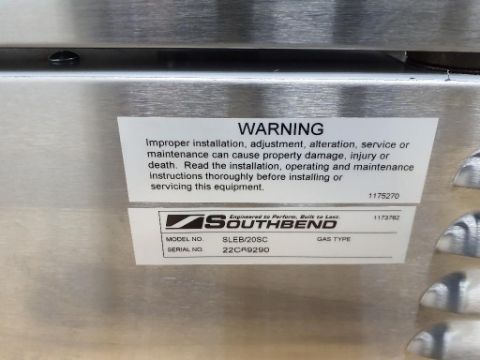 WARNING
Improper installation, adjustment, alteration, service or
maintenance can cause property damage, injury or
death. Read the installation, operating and maintenance
instructions thoroughly before installing or
servicing this equipment.
1175270
Engineered to Perform, Built to Last.
SOUTHBEND
1173762
MODEL NO. SLEB/20SC GAS TYPE
SERIAL NO. 22C69290